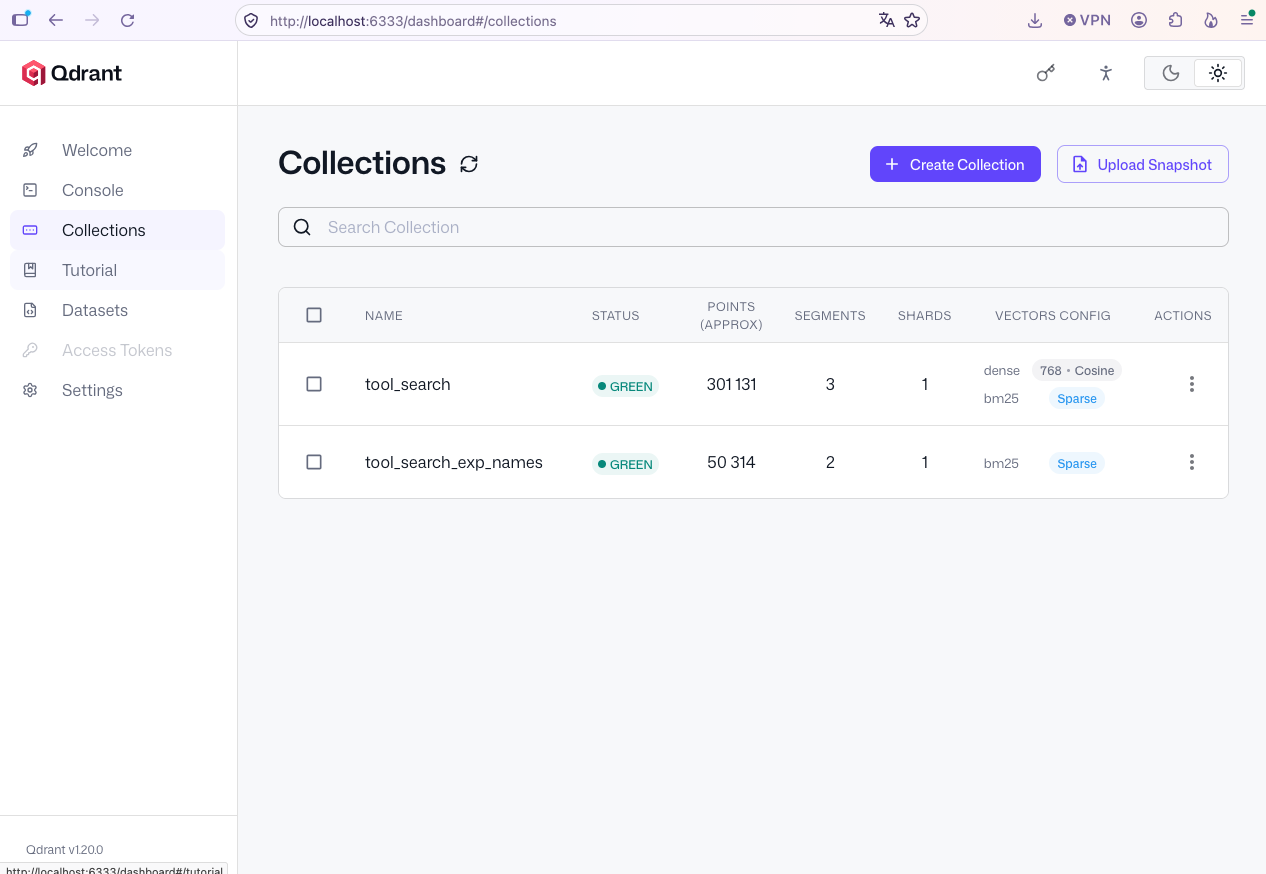 http://localhost:6333/dashboard#/collections
VPN
Qdrant
Welcome
Console
Collections
Tutorial
Datasets
Access Tokens
Settings
Collections
Create Collection
Upload Snapshot
Search Collection
NAME STATUS POINTS (APPROX) SEGMENTS SHARDS VECTORS CONFIG ACTIONS
tool_search GREEN 301 131 3 1 dense 768 • Cosine
bm25 Sparse
tool_search_exp_names GREEN 50 314 2 1 bm25 Sparse
Qdrant v1.20.0
http://localhost:6333/dashboard#/tutorial